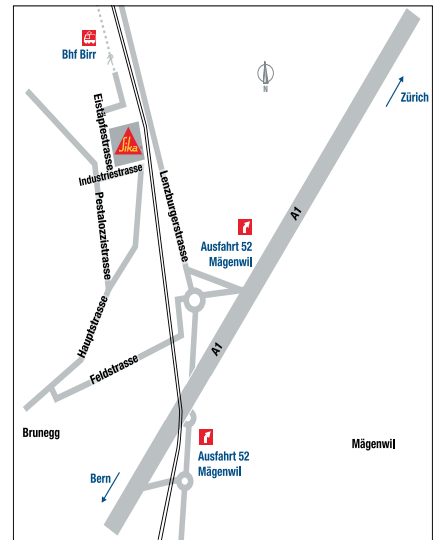 Bhf Birr
N
Zürich
Eistäpfestrasse
Sika
Industriestrasse
Lenzburgerstrasse
Pestalozzistrasse
A1
Ausfahrt 52
Mägenwil
Hauptstrasse
A1
Feldstrasse
Brunegg
Mägenwil
Ausfahrt 52
Mägenwil
Bern